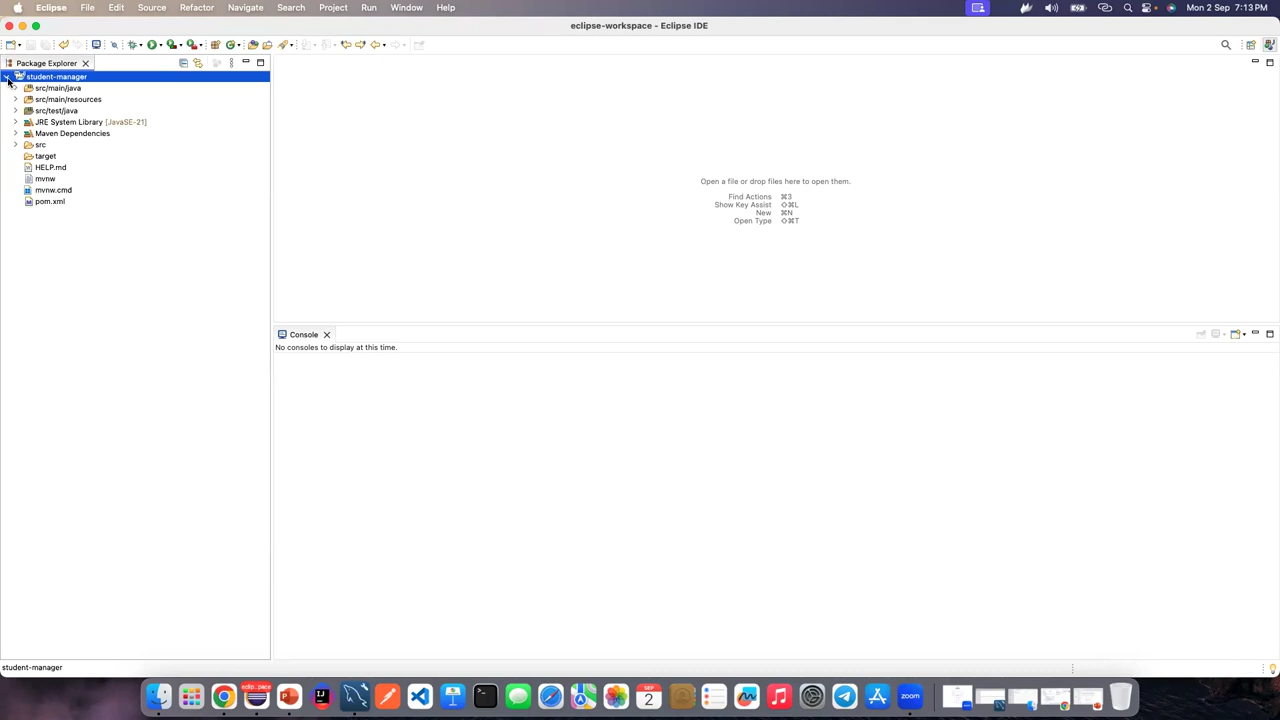 Eclipse File Edit Source Refactor Navigate Search Project Run Window Help Mon 2 Sep 7:13 PM
eclipse-workspace - Eclipse IDE
Package Explorer
student-manager
src/main/java
src/main/resources
src/test/java
JRE System Library [JavaSE-21]
Maven Dependencies
src
target
HELP.md
mvnw
mvnw.cmd
pom.xml
Open a file or drop files here to open them.
Find Actions ⌘3
Show Key Assist ⇧⌘L
New ⌘N
Open Type ⇧⌘T
Console
No consoles to display at this time.
student-manager
SEP
2
zoom